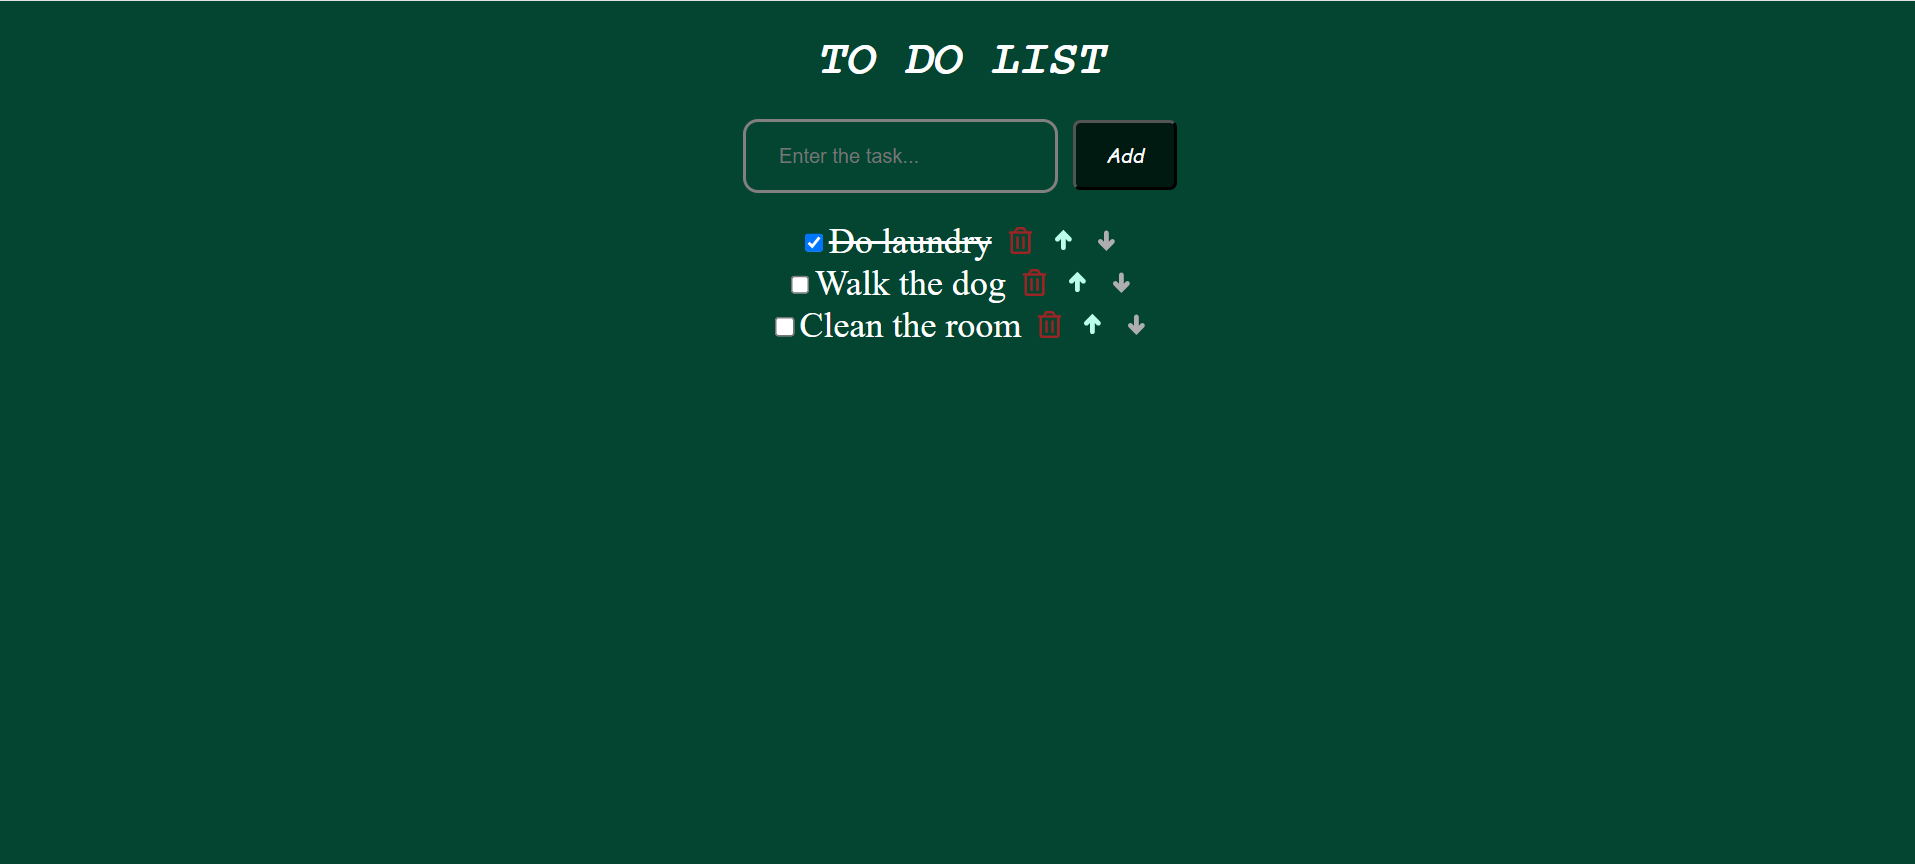 TO DO LIST
Enter the task...
Add
Do laundry
Walk the dog
Clean the room